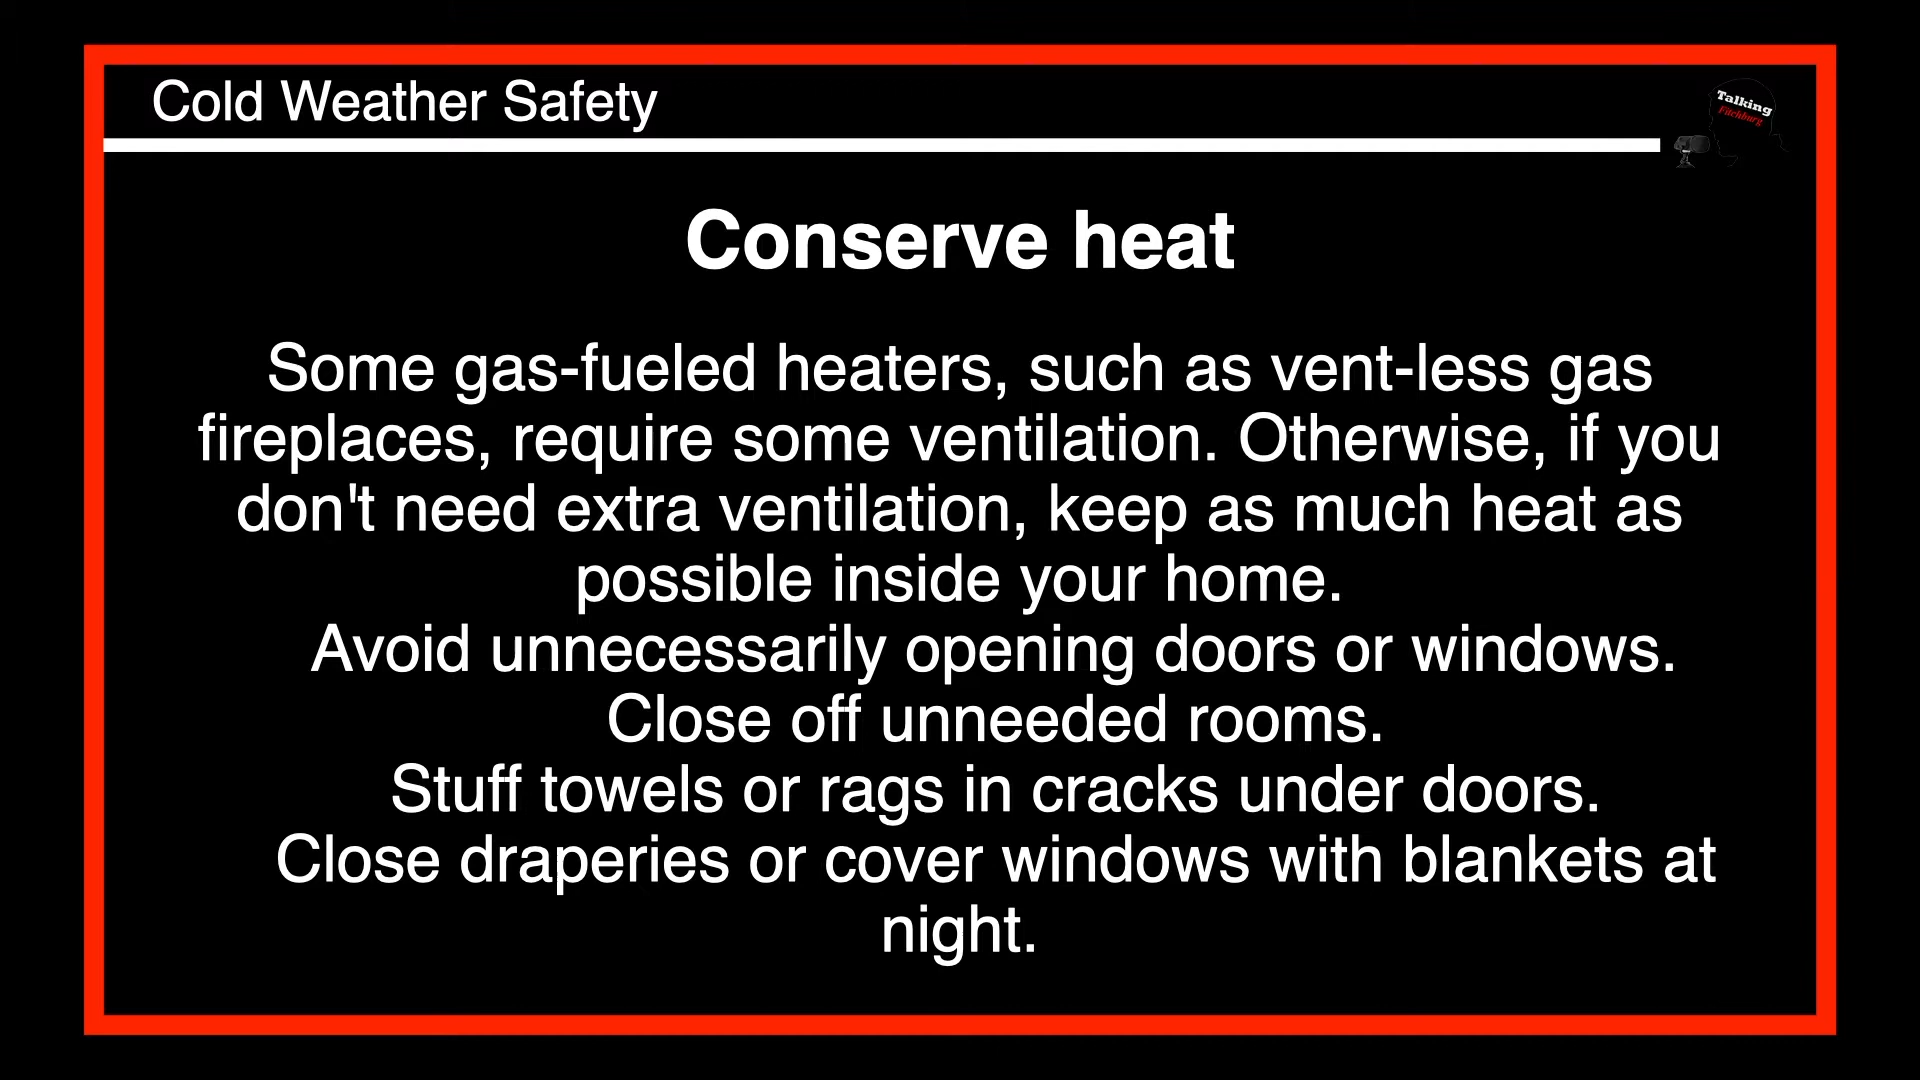 Cold Weather Safety
Talking
Fitchburg
Conserve heat
Some gas-fueled heaters, such as vent-less gas
fireplaces, require some ventilation. Otherwise, if you
don't need extra ventilation, keep as much heat as
possible inside your home.
Avoid unnecessarily opening doors or windows.
Close off unneeded rooms.
Stuff towels or rags in cracks under doors.
Close draperies or cover windows with blankets at
night.